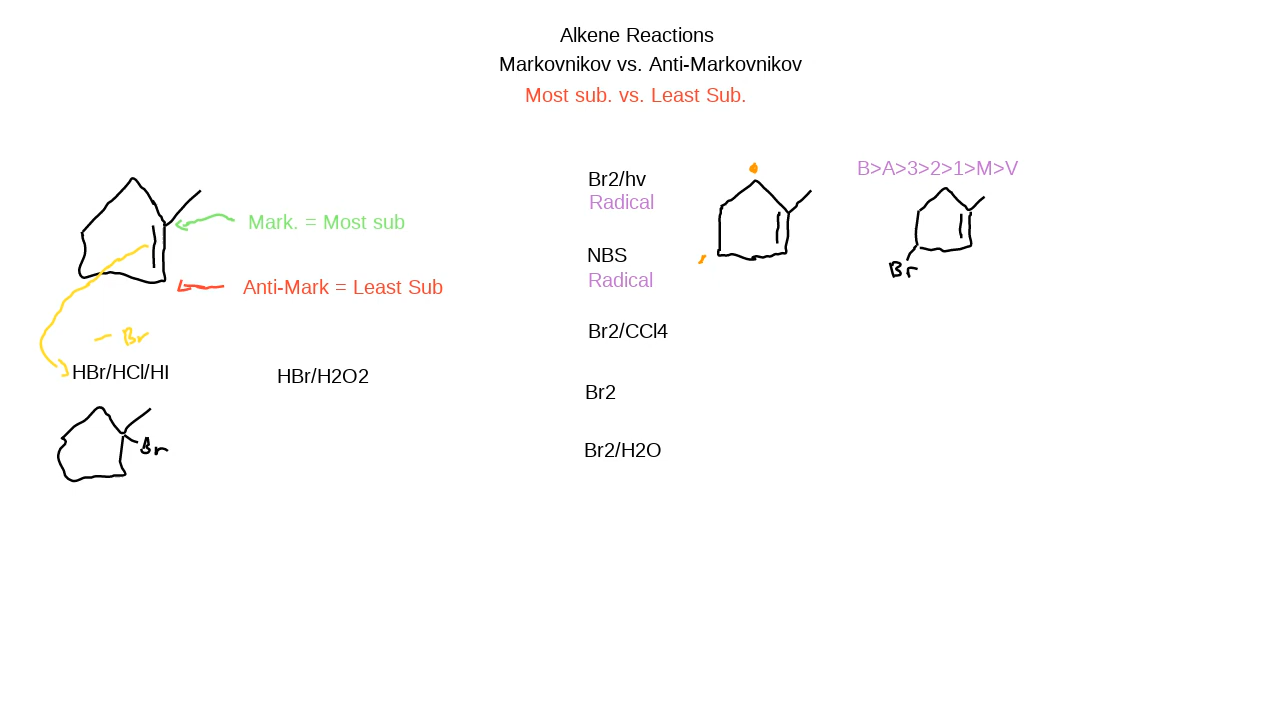 Alkene Reactions
Markovnikov vs. Anti-Markovnikov
Most sub. vs. Least Sub.
Mark. = Most sub
Anti-Mark = Least Sub
Br
HBr/HCl/HI
HBr/H2O2
Br
Br2/hv
Radical
NBS
Radical
Br2/CCl4
Br2
Br2/H2O
B>A>3>2>1>M>V
Br